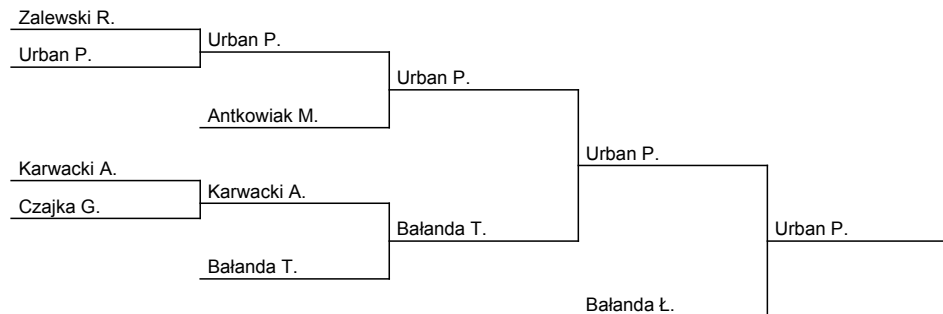 Zalewski R.
Urban P.
Urban P.
Urban P.
Antkowiak M.
Urban P.
Karwacki A.
Karwacki A.
Czajka G.
Bałanda T.
Urban P.
Bałanda T.
Bałanda Ł.